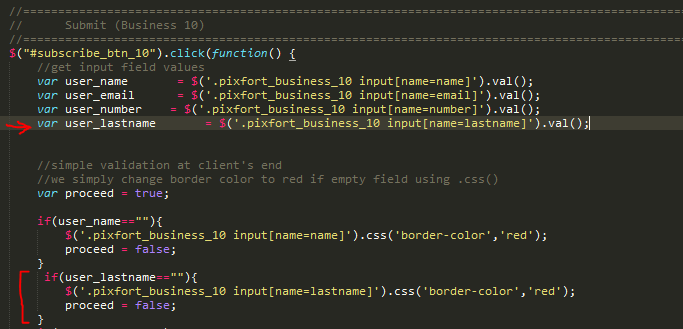 //======================================================================
//      Submit (Business 10)
//======================================================================
$("#subscribe_btn_10").click(function() {
    //get input field values
    var user_name       = $('.pixfort_business_10 input[name=name]').val();
    var user_email      = $('.pixfort_business_10 input[name=email]').val();
    var user_number    = $('.pixfort_business_10 input[name=number]').val();
    var user_lastname       = $('.pixfort_business_10 input[name=lastname]').val();
    //simple validation at client's end
    //we simply change border color to red if empty field using .css()
    var proceed = true;
    if(user_name==""){
        $('.pixfort_business_10 input[name=name]').css('border-color','red');
        proceed = false;
    }
     if(user_lastname==""){
        $('.pixfort_business_10 input[name=lastname]').css('border-color','red');
        proceed = false;
    }